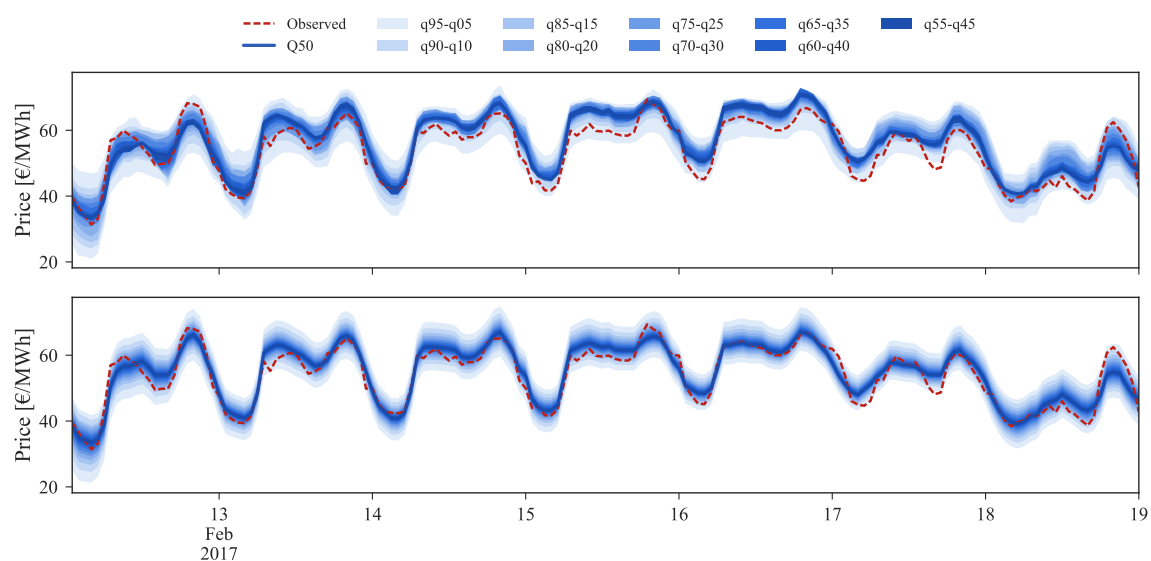 Observed q95-q05 q85-q15 q75-q25 q65-q35 q55-q45
Q50 q90-q10 q80-q20 q70-q30 q60-q40
Price [€/MWh]
60
40
20
Price [€/MWh]
60
40
20
13 14 15 16 17 18 19
Feb
2017